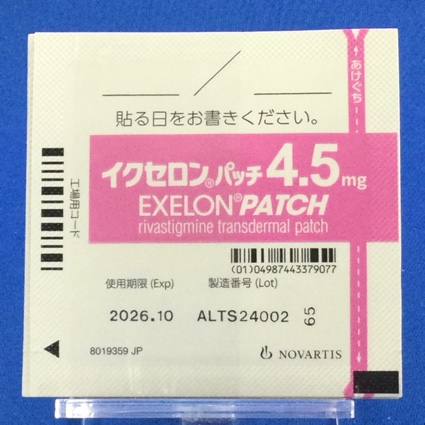 あけぐち
／
貼る日をお書きください。
イクセロン®パッチ4.5mg
EXELON® PATCH
rivastigmine transdermal patch
工場用コード
(01)04987443379077
使用期限 (Exp) 製造番号 (Lot)
2026.10 ALTS24002 65
8019359 JP
NOVARTIS